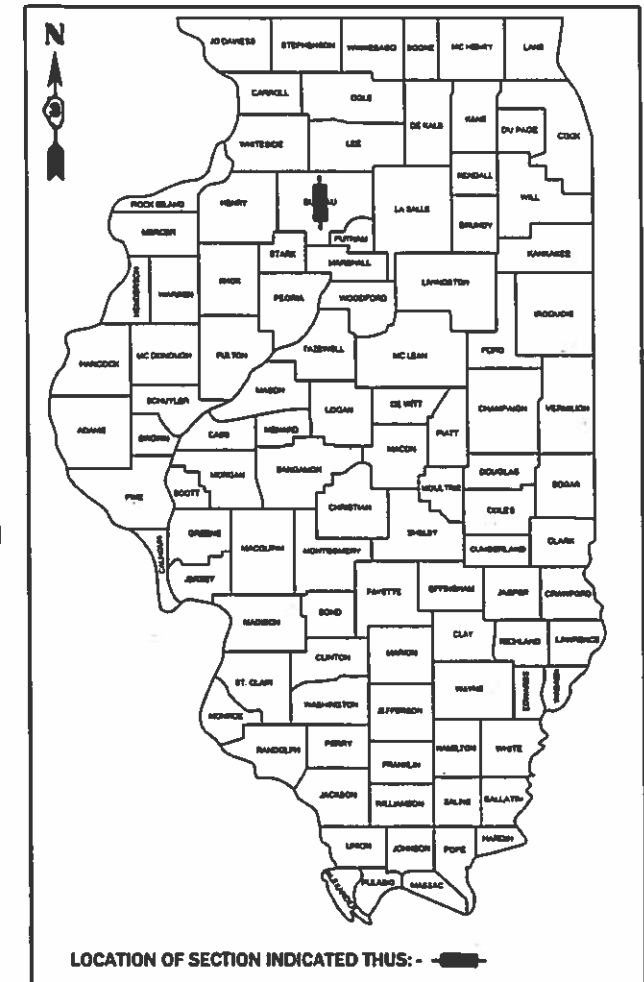 N
JO DAVIESS STEPHENSON WINNEBAGO BOONE MC HENRY LAKE
CARROLL OGLE
DE KALB KANE DU PAGE COOK
WHITESIDE LEE
KENDALL WILL
ROCK ISLAND HENRY LA SALLE GRUNDY
MERCER PUTNAM
STARK MARSHALL KANKAKEE
HENDERSON WARREN KNOX PEORIA WOODFORD LIVINGSTON IROQUOIS
HANCOCK MC DONOUGH FULTON TAZEWELL MC LEAN FORD
MASON
SCHUYLER LOGAN DE WITT CHAMPAIGN VERMILION
ADAMS BROWN CASS MENARD MACON PIATT
MORGAN SANGAMON DOUGLAS EDGAR
PIKE SCOTT CHRISTIAN MOULTRIE COLES
GREENE MACOUPIN MONTGOMERY SHELBY CUMBERLAND CLARK
CALHOUN JERSEY
FAYETTE EFFINGHAM JASPER CRAWFORD
MADISON BOND
CLAY RICHLAND LAWRENCE
CLINTON MARION
ST. CLAIR WAYNE EDWARDS WABASH
MONROE WASHINGTON JEFFERSON
RANDOLPH PERRY HAMILTON WHITE
FRANKLIN
JACKSON WILLIAMSON SALINE GALLATIN
UNION JOHNSON POPE HARDIN
ALEXANDER PULASKI MASSAC
LOCATION OF SECTION INDICATED THUS: -